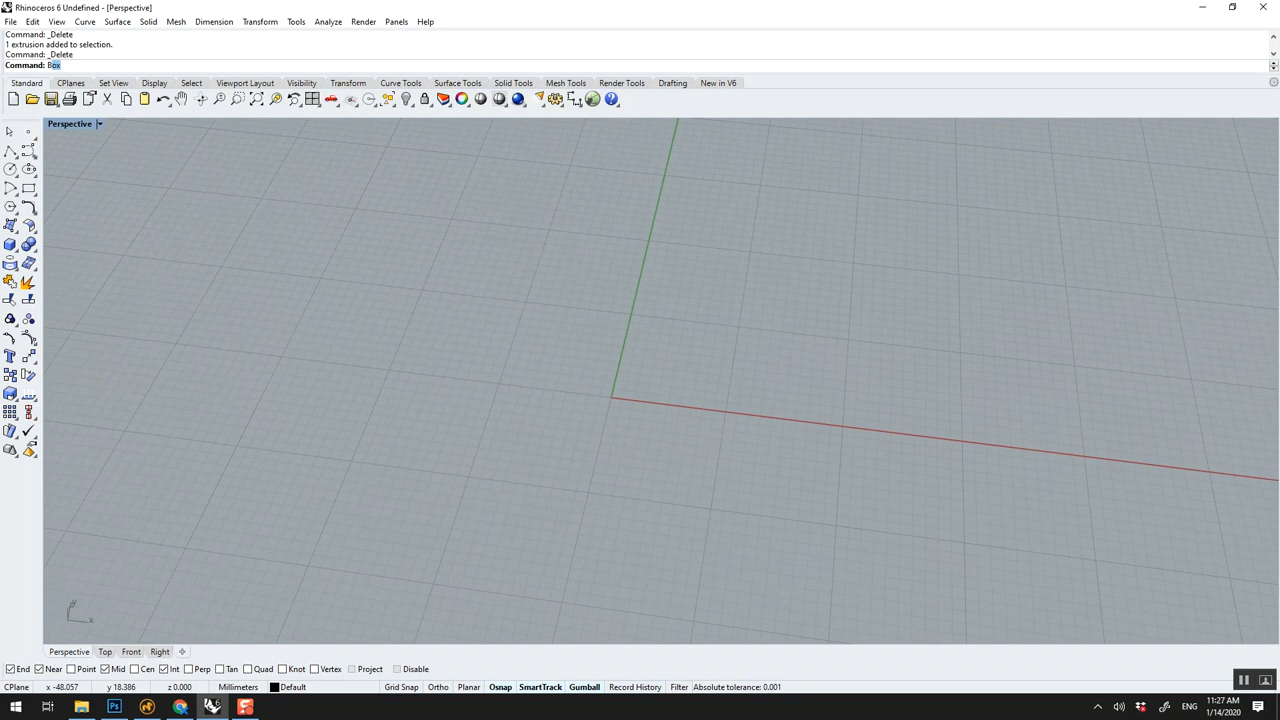 Rhinoceros 6 Undefined - [Perspective]
File Edit View Curve Surface Solid Mesh Dimension Transform Tools Analyze Render Panels Help
Command: _Delete
1 extrusion added to selection.
Command: _Delete
Command: Box
Standard CPlanes Set View Display Select Viewport Layout Visibility Transform Curve Tools Surface Tools Solid Tools Mesh Tools Render Tools Drafting New in V6
Perspective
y
x
Perspective Top Front Right
End Near Point Mid Cen Int Perp Tan Quad Knot Vertex Project Disable
CPlane x -48.057 y 18.386 z 0.000 Millimeters Default Grid Snap Ortho Planar Osnap SmartTrack Gumball Record History Filter Absolute tolerance: 0.001
Ps ENG 11:27 AM
1/14/2020